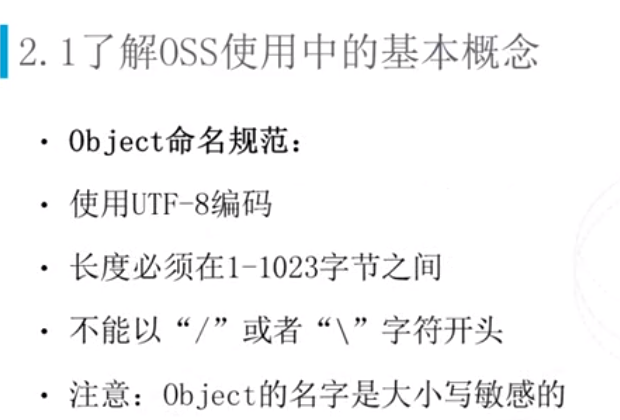 2.1了解OSS使用中的基本概念
• Object命名规范：
• 使用UTF-8编码
• 长度必须在1-1023字节之间
• 不能以“/”或者“\”字符开头
• 注意：Object的名字是大小写敏感的